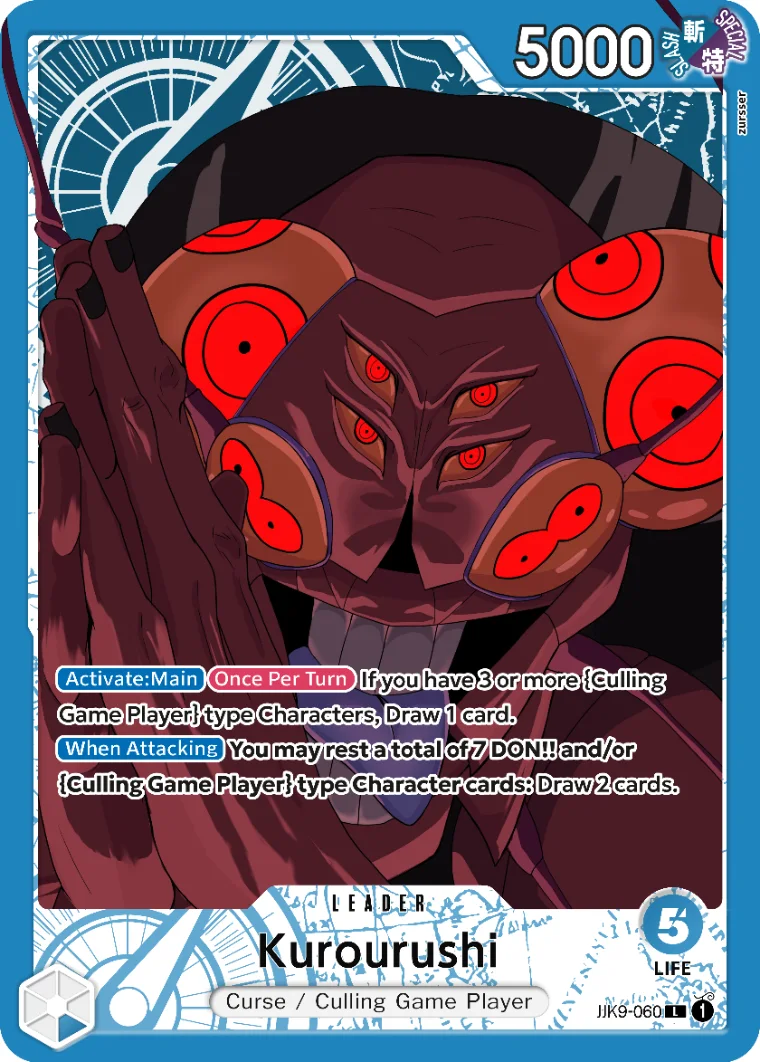 5000
斬 特
SLASH SPECIAL
zursser
Activate:Main Once Per Turn If you have 3 or more {Culling
Game Player} type Characters, Draw 1 card.
When Attacking You may rest a total of 7 DON!! and/or
{Culling Game Player} type Character cards: Draw 2 cards.
LEADER
Kurourushi
5
LIFE
Curse / Culling Game Player
JJK9-060 L 1